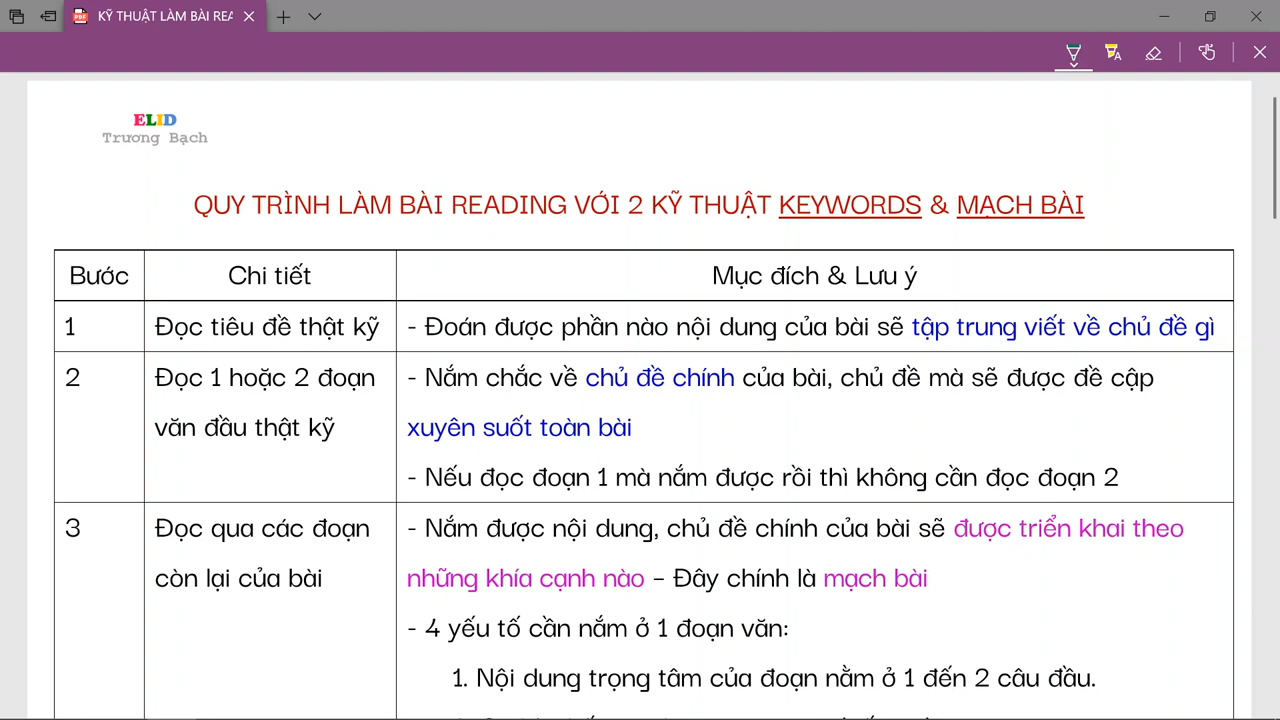 KỸ THUẬT LÀM BÀI REA
ELID
Trương Bạch
QUY TRÌNH LÀM BÀI READING VỚI 2 KỸ THUẬT KEYWORDS & MẠCH BÀI
Bước Chi tiết Mục đích & Lưu ý
1 Đọc tiêu đề thật kỹ - Đoán được phần nào nội dung của bài sẽ tập trung viết về chủ đề gì
2 Đọc 1 hoặc 2 đoạn - Nắm chắc về chủ đề chính của bài, chủ đề mà sẽ được đề cập
văn đầu thật kỹ xuyên suốt toàn bài
- Nếu đọc đoạn 1 mà nắm được rồi thì không cần đọc đoạn 2
3 Đọc qua các đoạn - Nắm được nội dung, chủ đề chính của bài sẽ được triển khai theo
còn lại của bài những khía cạnh nào – Đây chính là mạch bài
- 4 yếu tố cần nắm ở 1 đoạn văn:
1. Nội dung trọng tâm của đoạn nằm ở 1 đến 2 câu đầu.